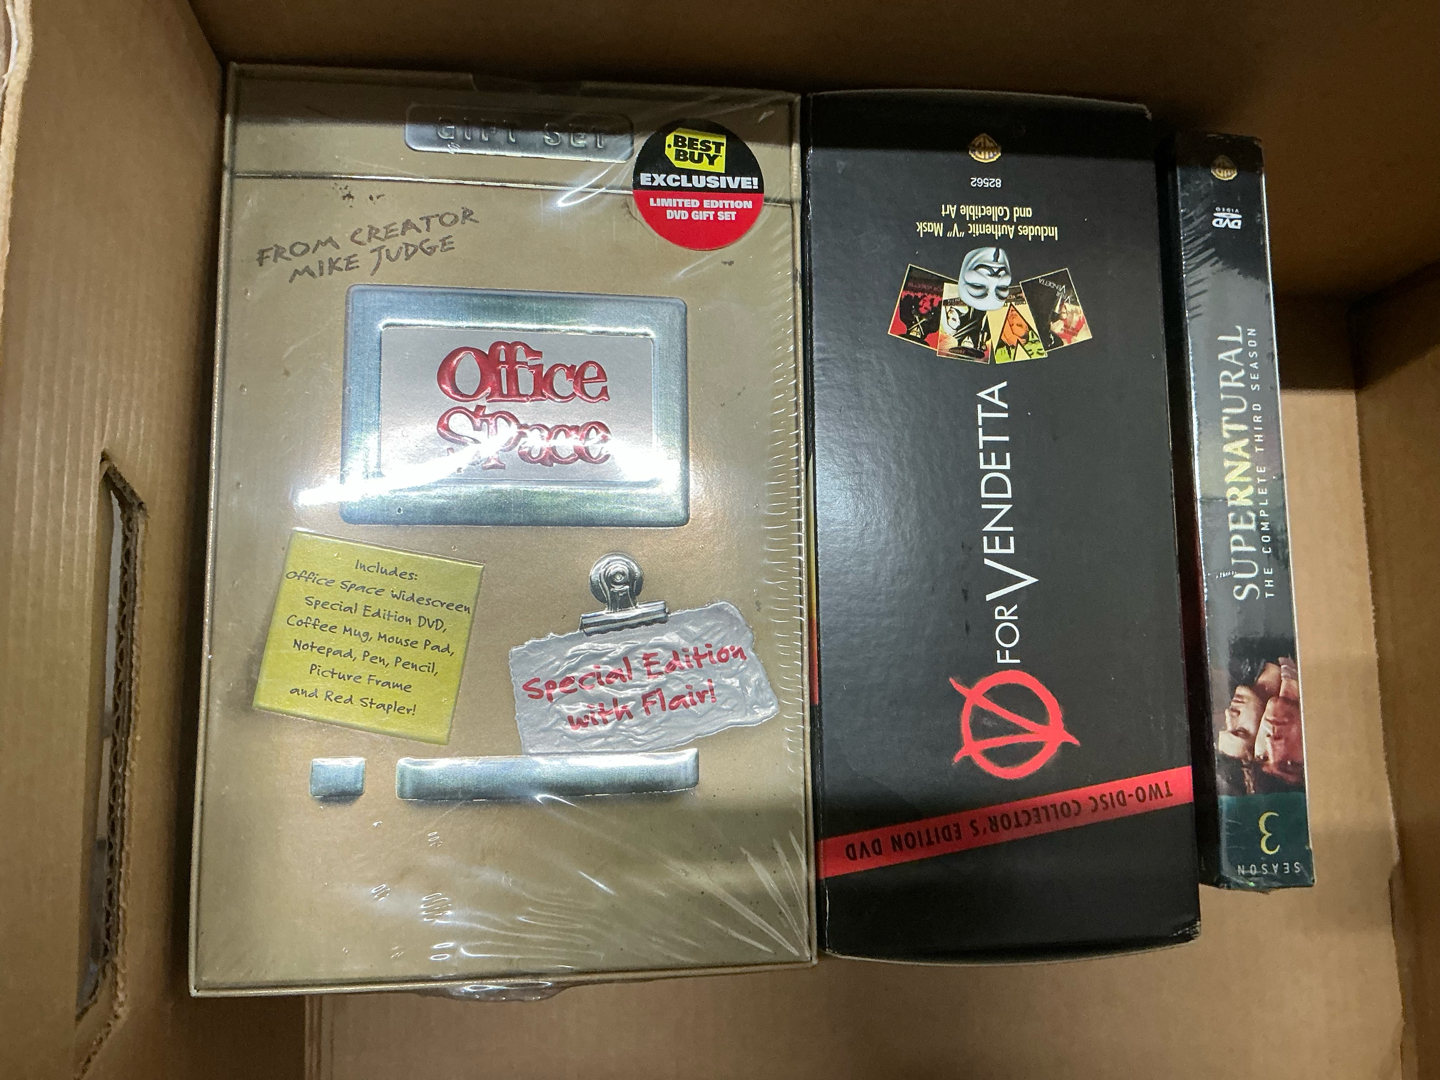 GIFT SET
BEST
BUY
EXCLUSIVE!
LIMITED EDITION
DVD GIFT SET
FROM CREATOR
MIKE JUDGE
Office
Space
Includes:
Office Space Widescreen
Special Edition DVD,
Coffee Mug, Mouse Pad,
Notepad, Pen, Pencil,
Picture Frame
and Red Stapler!
Special Edition
with Flair!
82562
Includes Authentic "V" Mask
and Collectible Art
V FOR VENDETTA
TWO-DISC COLLECTOR'S EDITION DVD
DVD
VIDEO
SUPERNATURAL
THE COMPLETE THIRD SEASON
3
SEASON